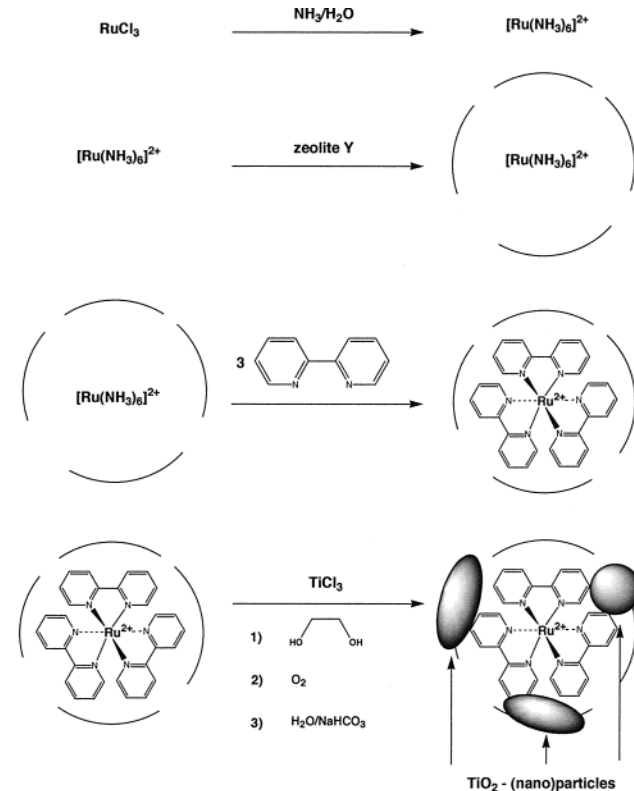 RuCl₃ NH₃/H₂O [Ru(NH₃)₆]²⁺
[Ru(NH₃)₆]²⁺ zeolite Y [Ru(NH₃)₆]²⁺
[Ru(NH₃)₆]²⁺ 3 N N N N N Ru²⁺ N N N
TiCl₃
N N N Ru²⁺ N N N 1) HO OH N N N Ru²⁺ N N N
2) O₂
3) H₂O/NaHCO₃
TiO₂ - (nano)particles